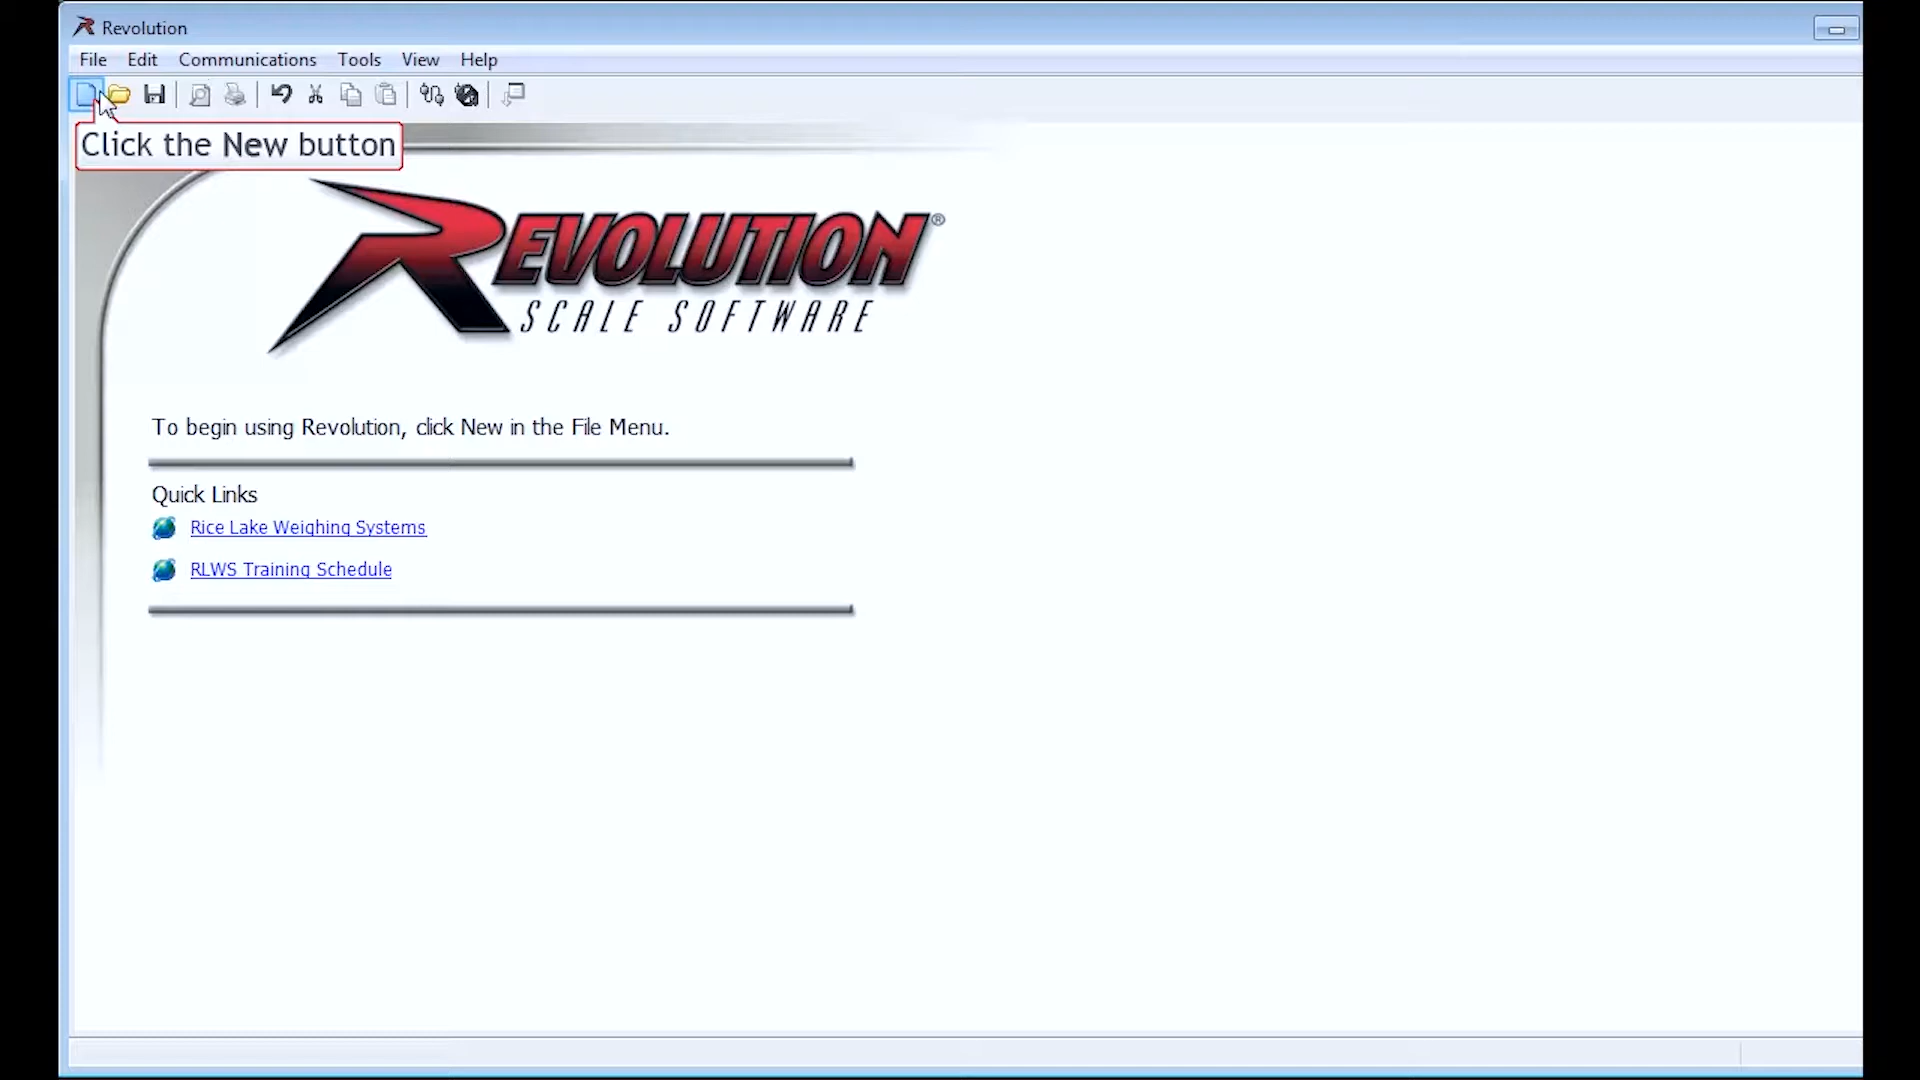 Revolution
File Edit Communications Tools View Help
Click the New button
REVOLUTION®
SCALE SOFTWARE
To begin using Revolution, click New in the File Menu.
Quick Links
Rice Lake Weighing Systems
RLWS Training Schedule